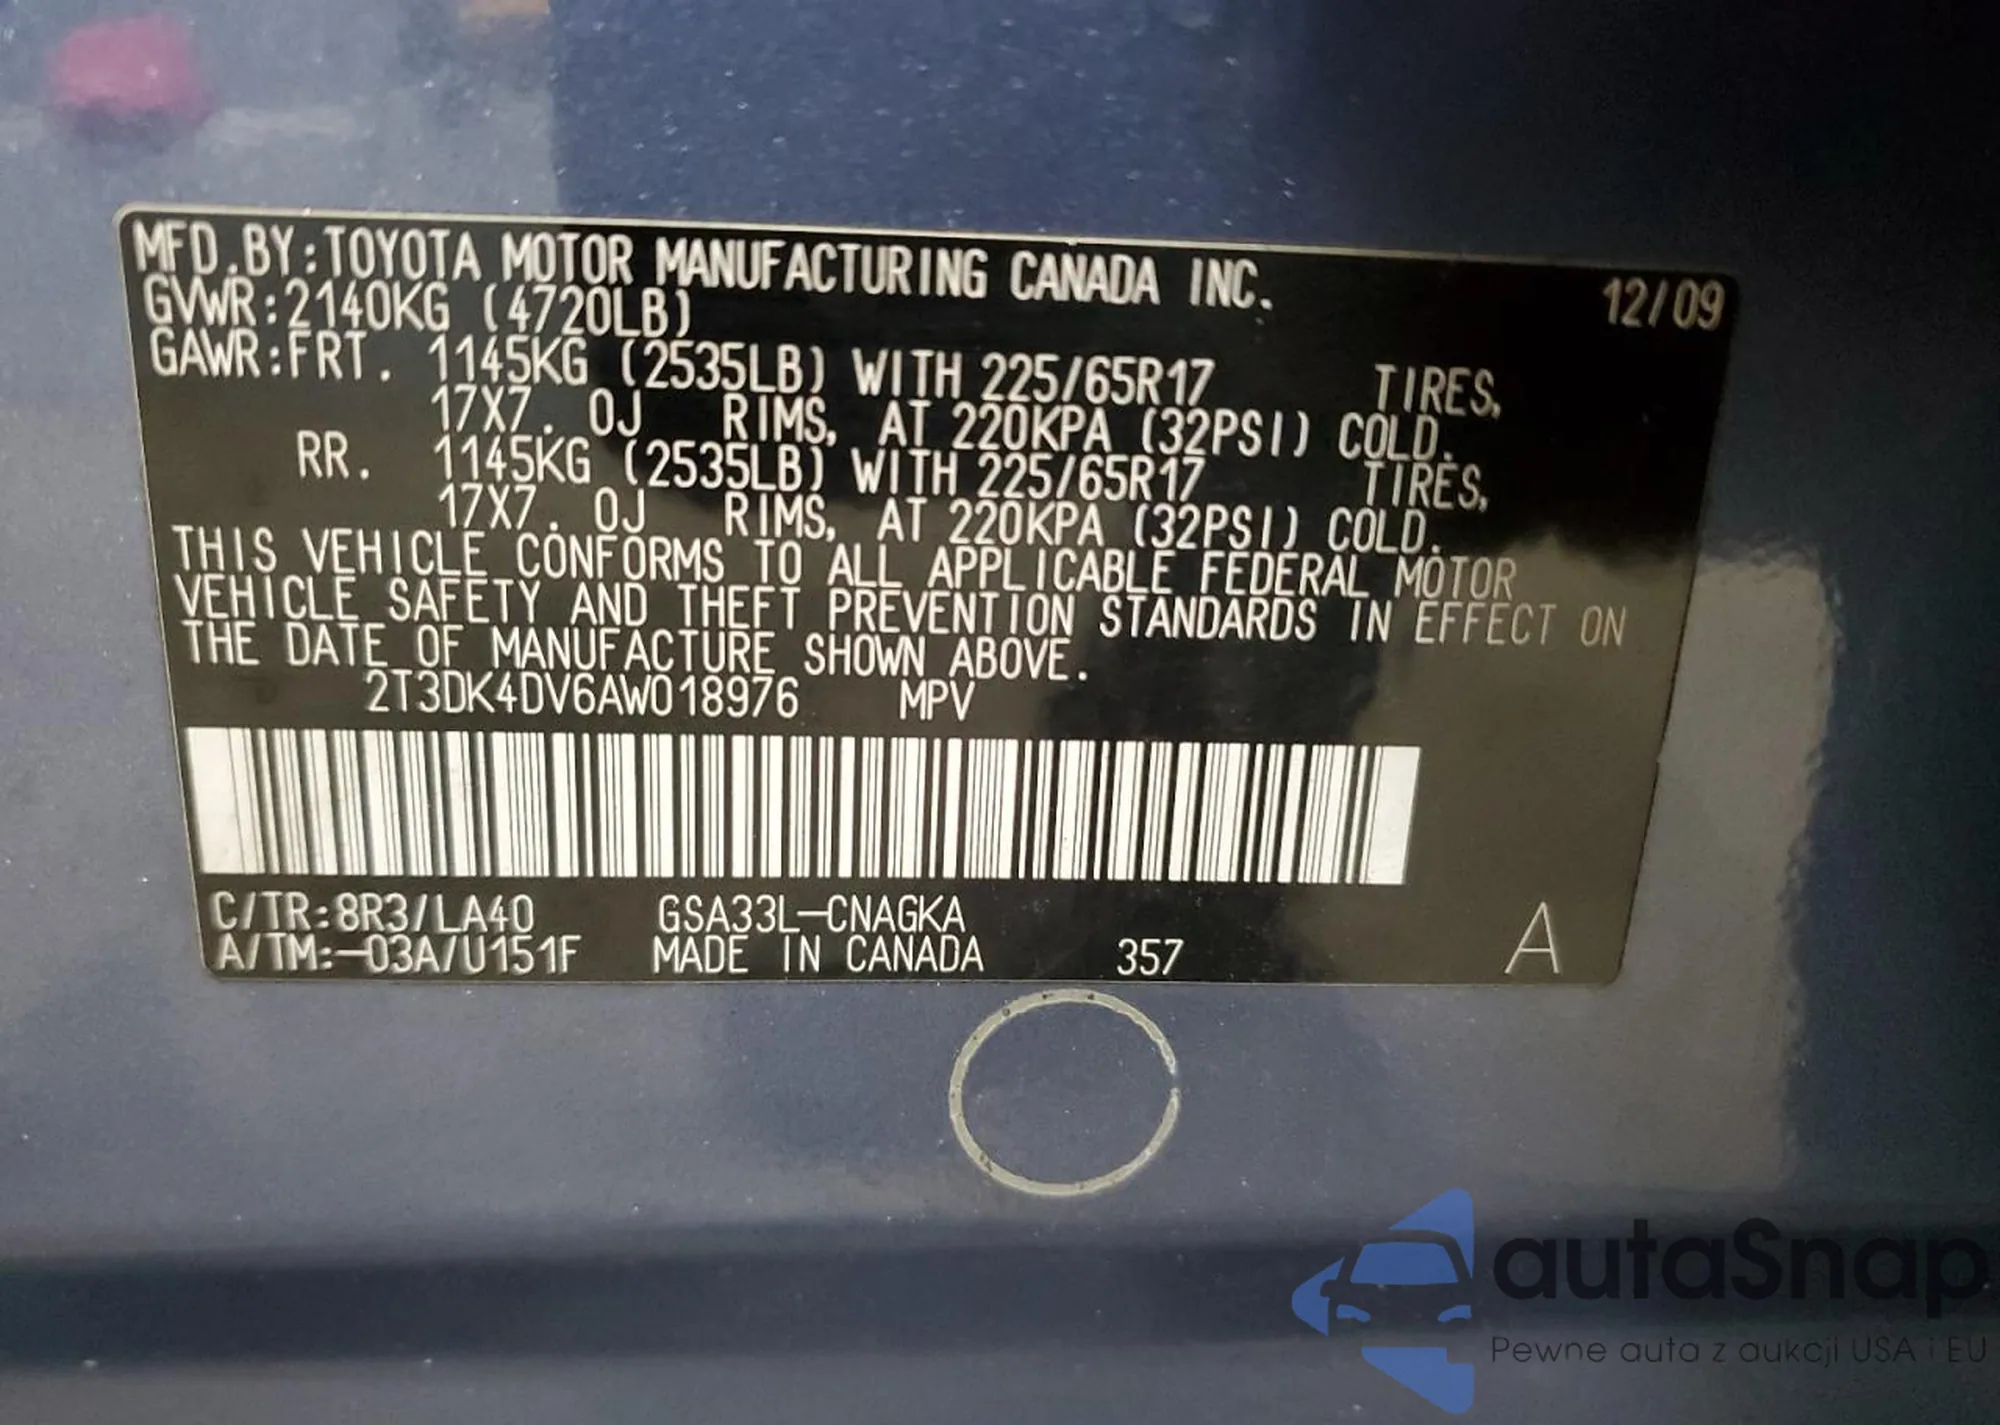 MFD.BY:TOYOTA MOTOR MANUFACTURING CANADA INC. 12/09
GVWR:2140KG (4720LB)
GAWR:FRT. 1145KG (2535LB) WITH 225/65R17 TIRES,
17X7. 0J RIMS, AT 220KPA (32PSI) COLD.
RR. 1145KG (2535LB) WITH 225/65R17 TIRES,
17X7. 0J RIMS, AT 220KPA (32PSI) COLD.
THIS VEHICLE CONFORMS TO ALL APPLICABLE FEDERAL MOTOR
VEHICLE SAFETY AND THEFT PREVENTION STANDARDS IN EFFECT ON
THE DATE OF MANUFACTURE SHOWN ABOVE.
2T3DK4DV6AW018976 MPV
C/TR:8R3/LA40 GSA33L-CNAGKA
A/TM:-03A/U151F MADE IN CANADA 357 A
autaSnap
Pewne auta z aukcji USA i EU